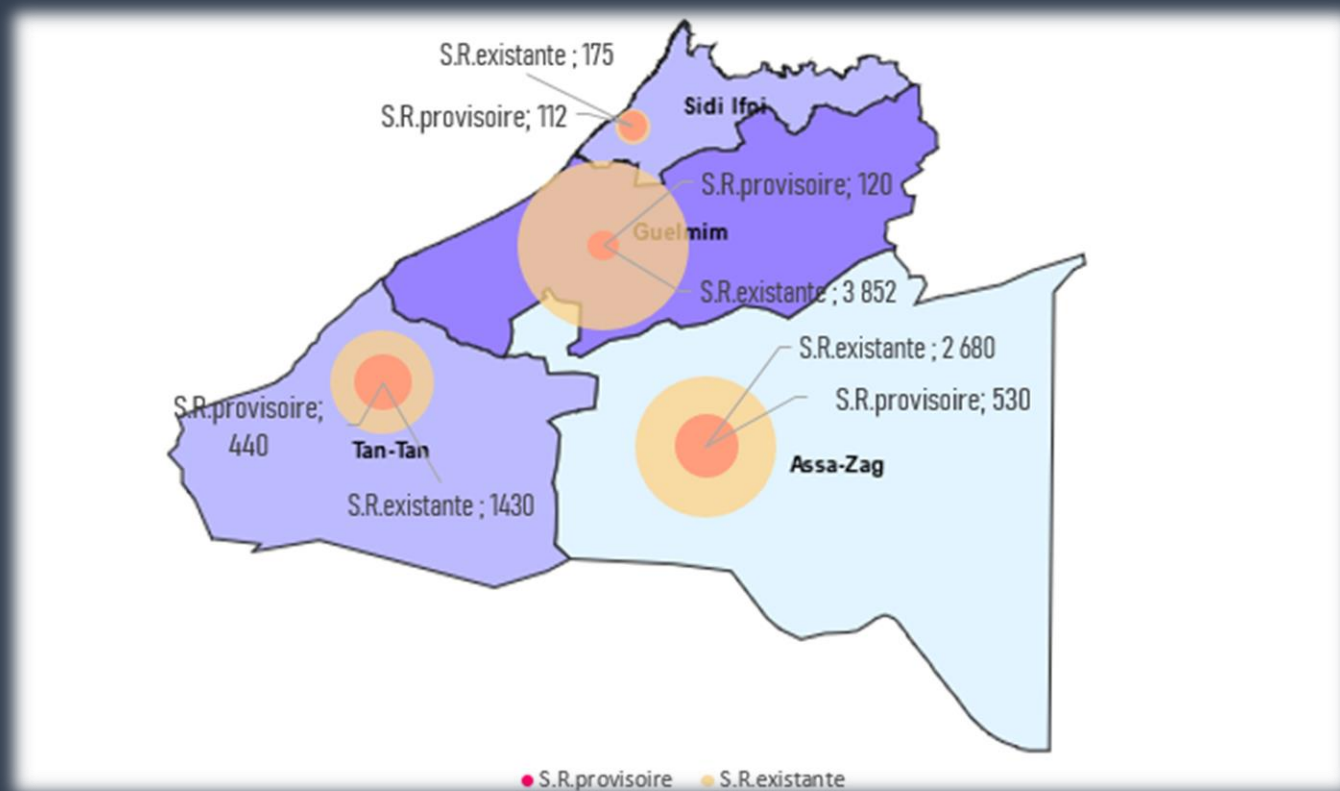 S.R.existante ; 175
S.R.provisoire; 112
Sidi Ifni
S.R.provisoire; 120
Guelmim
S.R.existante ; 3 852
S.R.existante ; 2 680
S.R.provisoire; 530
S.R.provisoire;
440
Tan-Tan
Assa-Zag
S.R.existante ; 1430
S.R.provisoire
S.R.existante